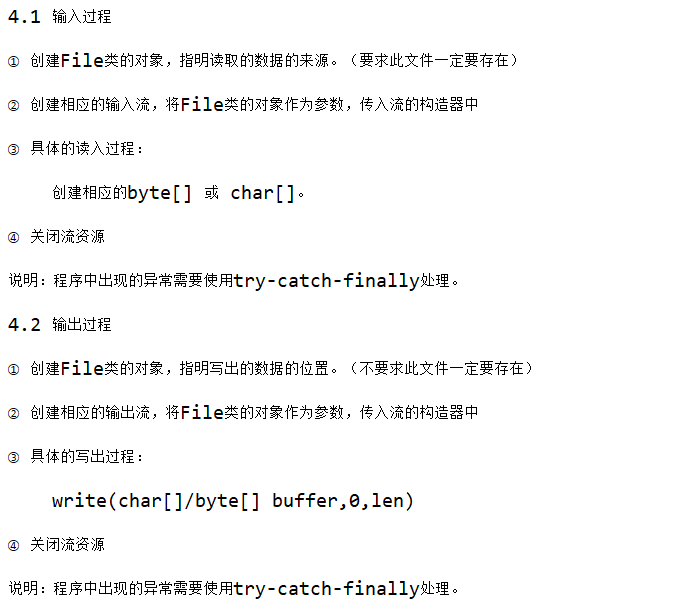 4.1 输入过程
① 创建File类的对象，指明读取的数据的来源。（要求此文件一定要存在）
② 创建相应的输入流，将File类的对象作为参数，传入流的构造器中
③ 具体的读入过程：
创建相应的byte[] 或 char[]。
④ 关闭流资源
说明：程序中出现的异常需要使用try-catch-finally处理。
4.2 输出过程
① 创建File类的对象，指明写出的数据的位置。（不要求此文件一定要存在）
② 创建相应的输出流，将File类的对象作为参数，传入流的构造器中
③ 具体的写出过程：
write(char[]/byte[] buffer,0,len)
④ 关闭流资源
说明：程序中出现的异常需要使用try-catch-finally处理。